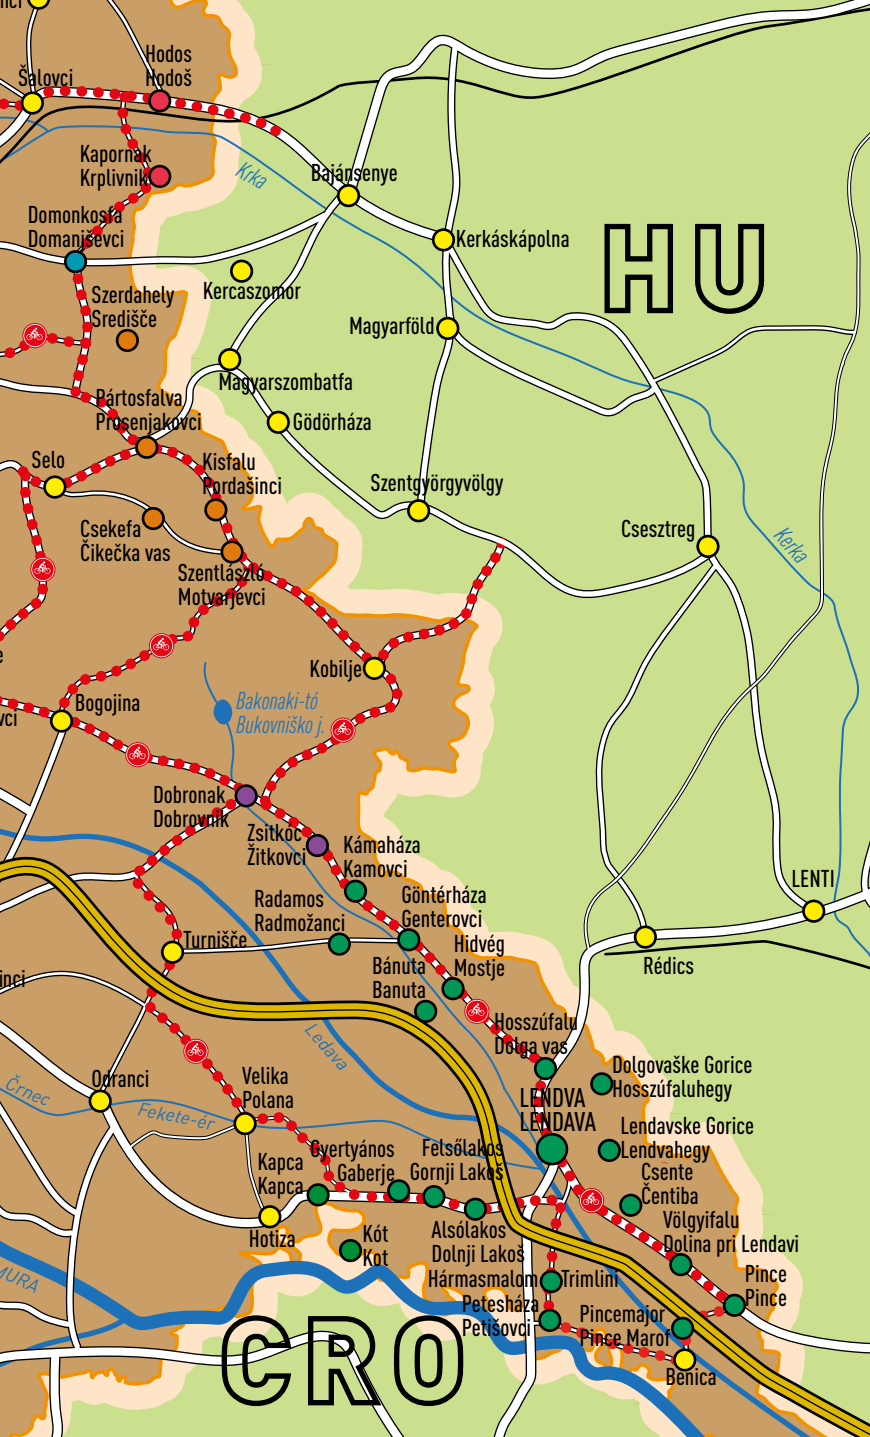 nci
Hodos
Hodoš
Šalovci
Kapornak
Krplivnik
Krka
Bajánsenye
Domonkosfa
Domanjševci
Kerkáskápolna
HU
Kercaszomor
Szerdahely
Središče
Magyarföld
Magyarszombatfa
Pártosfalva
Prosenjakovci
Gödörháza
Selo
Kisfalu
Pordašinci
Szentgyörgyvölgy
Csekefa
Čikečka vas
Csesztreg
Kerka
Szentlászló
Motvarjevci
e
Kobilje
Bogojina
vci
Bakonaki-tó
Bukovniško j.
Dobronak
Dobrovnik
Zsitkóc
Žitkovci
Kámaháza
Kamovci
LENTI
Radamos
Radmožanci
Göntérháza
Genterovci
Turnišče
Hidvég
Mostje
Rédics
Bánuta
Banuta
inci
Hosszúfalu
Dolga vas
Ledava
Dolgovaške Gorice
Hosszúfaluhegy
Odranci
Velika
Polana
Črnec
Fekete-ér
LENDVA
LENDAVA
Lendavske Gorice
Lendvahegy
Gyertyános
Gaberje
Felsőlakos
Gornji Lakoš
Kapca
Kapca
Csente
Čentiba
Hotiza
Kót
Kot
Alsólakos
Dolnji Lakoš
Völgyifalu
Dolina pri Lendavi
MURA
Hármasmalom
Trimlini
Pince
Pince
Petesháza
Petišovci
Pincemajor
Pince Marof
CRO
Benica